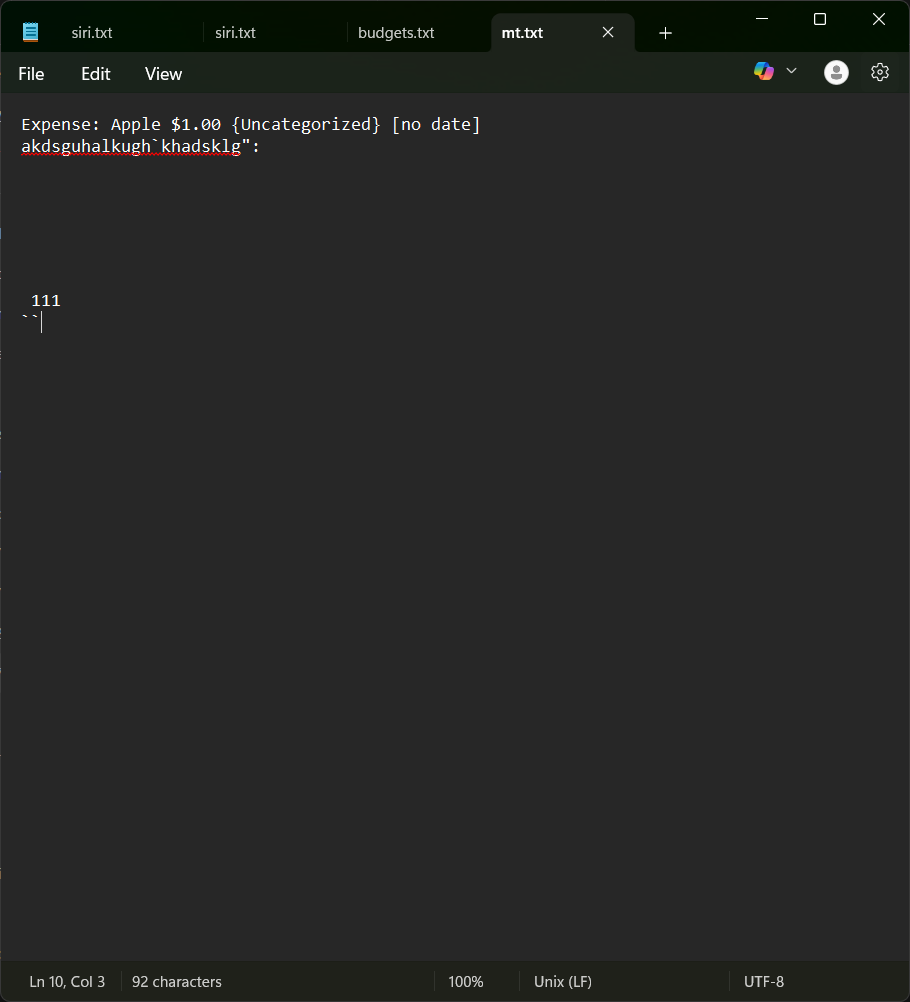 siri.txt siri.txt budgets.txt mt.txt
File Edit View
Expense: Apple $1.00 {Uncategorized} [no date]
akdsguhalkugh`khadsklg":
 111
``
Ln 10, Col 3 92 characters 100% Unix (LF) UTF-8